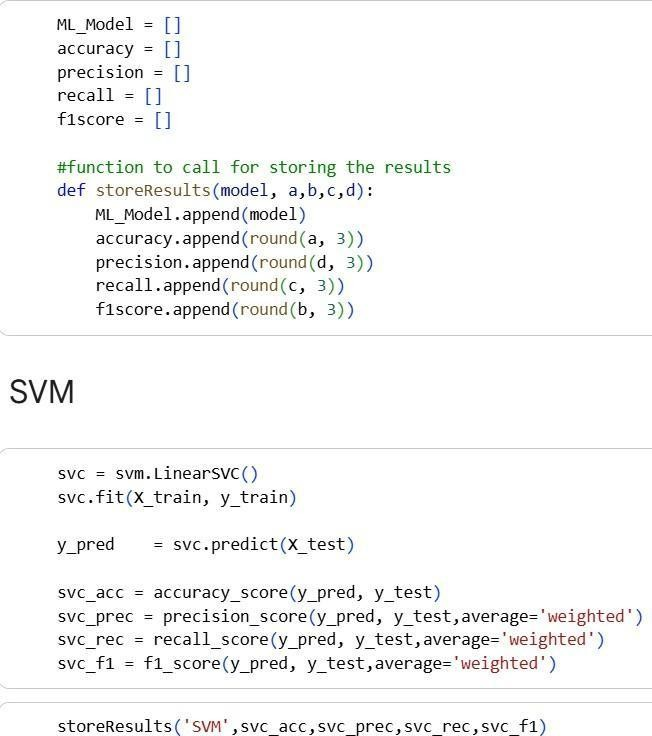 ML_Model = []
accuracy = []
precision = []
recall = []
f1score = []
#function to call for storing the results
def storeResults(model, a,b,c,d):
ML_Model.append(model)
accuracy.append(round(a, 3))
precision.append(round(d, 3))
recall.append(round(c, 3))
f1score.append(round(b, 3))
SVM
svc = svm.LinearSVC()
svc.fit(X_train, y_train)
y_pred    = svc.predict(X_test)
svc_acc = accuracy_score(y_pred, y_test)
svc_prec = precision_score(y_pred, y_test,average='weighted')
svc_rec = recall_score(y_pred, y_test,average='weighted')
svc_f1 = f1_score(y_pred, y_test,average='weighted')
storeResults('SVM',svc_acc,svc_prec,svc_rec,svc_f1)